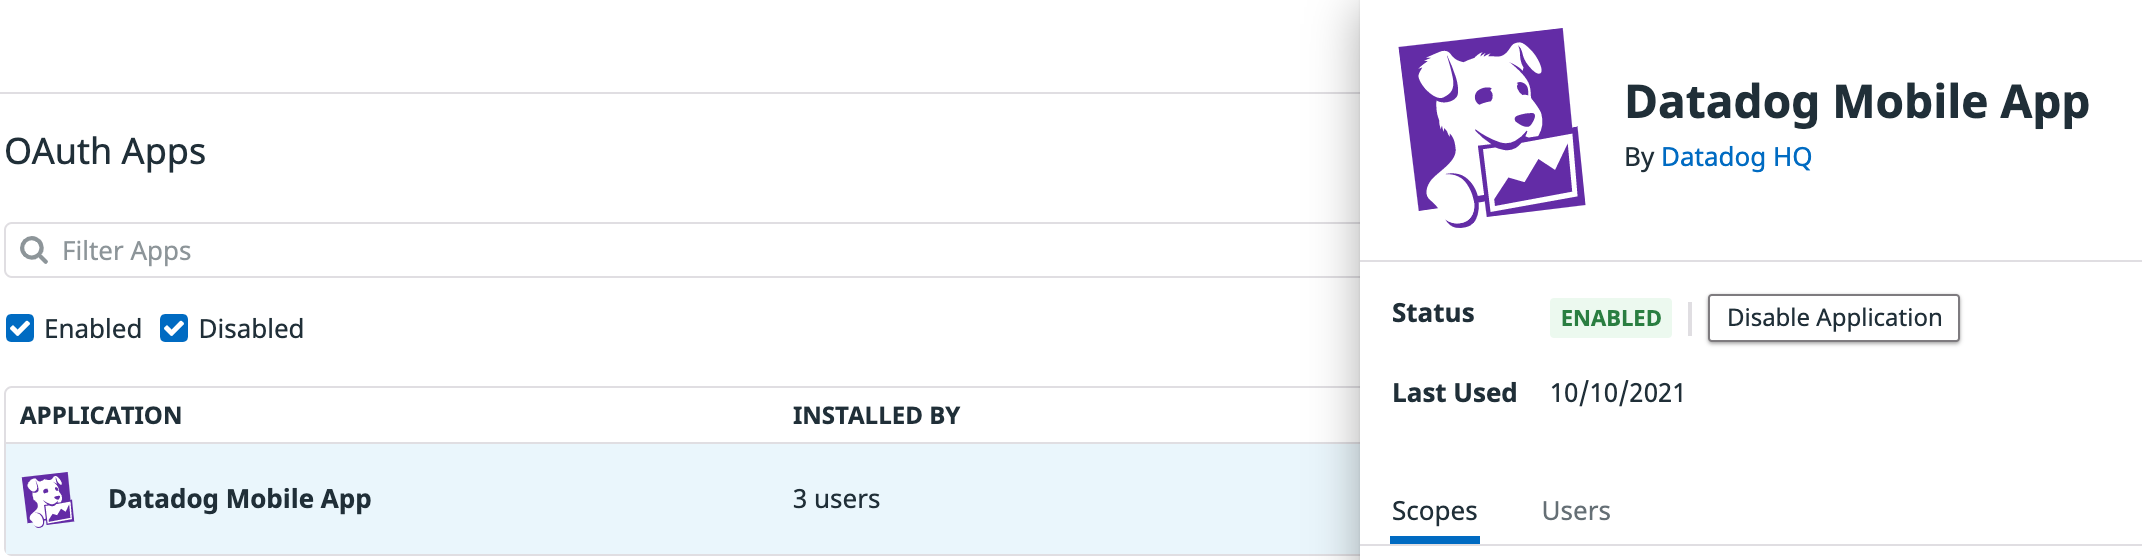 OAuth Apps
Filter Apps
Enabled Disabled
APPLICATION INSTALLED BY
Datadog Mobile App 3 users
Datadog Mobile App
By Datadog HQ
Status ENABLED Disable Application
Last Used 10/10/2021
Scopes Users